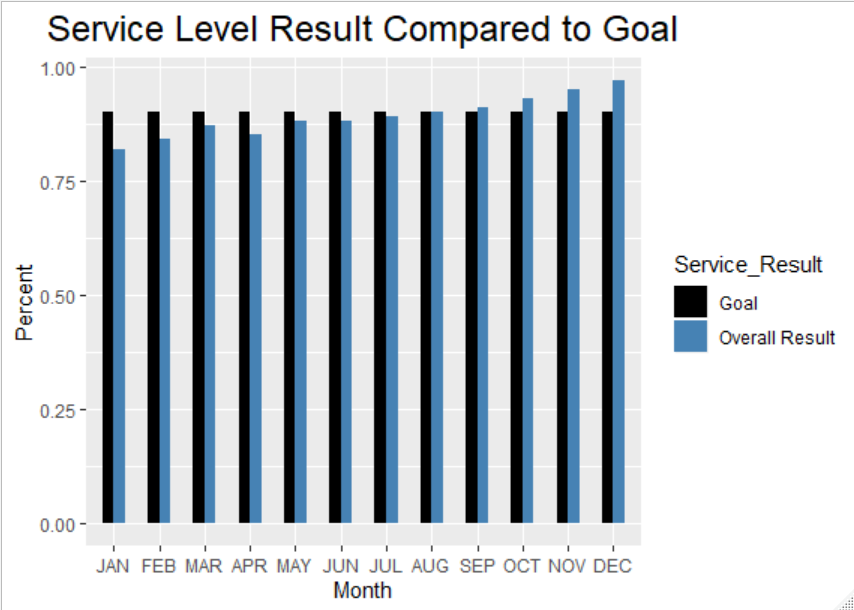 Service Level Result Compared to Goal
1.00
0.75
0.50
0.25
0.00
Percent
JAN FEB MAR APR MAY JUN JUL AUG SEP OCT NOV DEC
Month
Service_Result
Goal
Overall Result